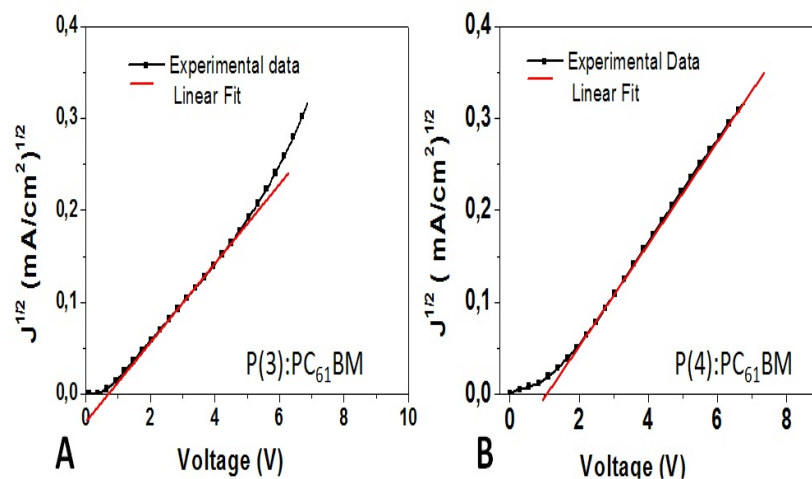 0,4
0,3
0,2
0,1
0,0
J1/2 (mA/cm2)1/2
Experimental data
Linear Fit
P(3):PC61BM
0 2 4 6 8 10
A
Voltage (V)
0,4
0,3
0,2
0,1
0,0
J1/2 ( mA/cm2)1/2
Experimental Data
Linear Fit
P(4):PC61BM
0 2 4 6 8
B
Voltage (V)